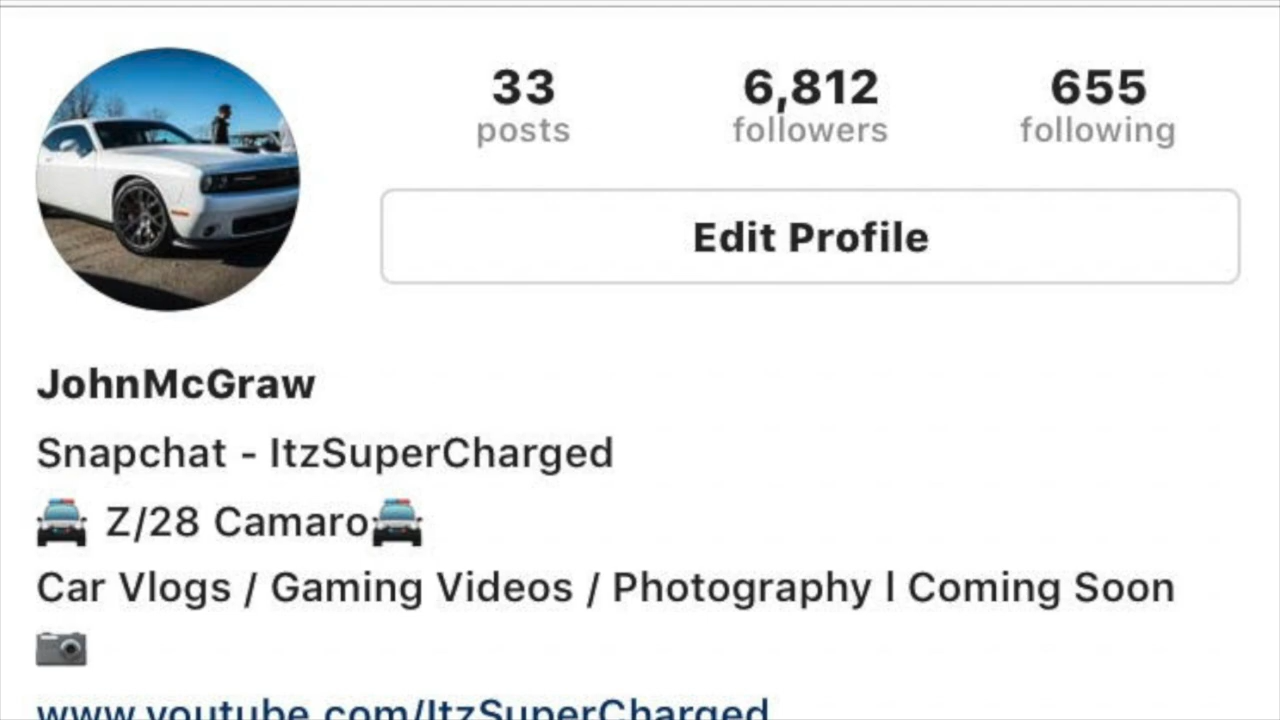 33 6,812 655
posts followers following
Edit Profile
JohnMcGraw
Snapchat - ItzSuperCharged
🚔 Z/28 Camaro🚔
Car Vlogs / Gaming Videos / Photography l Coming Soon
📷
www.youtube.com/ItzSuperCharged